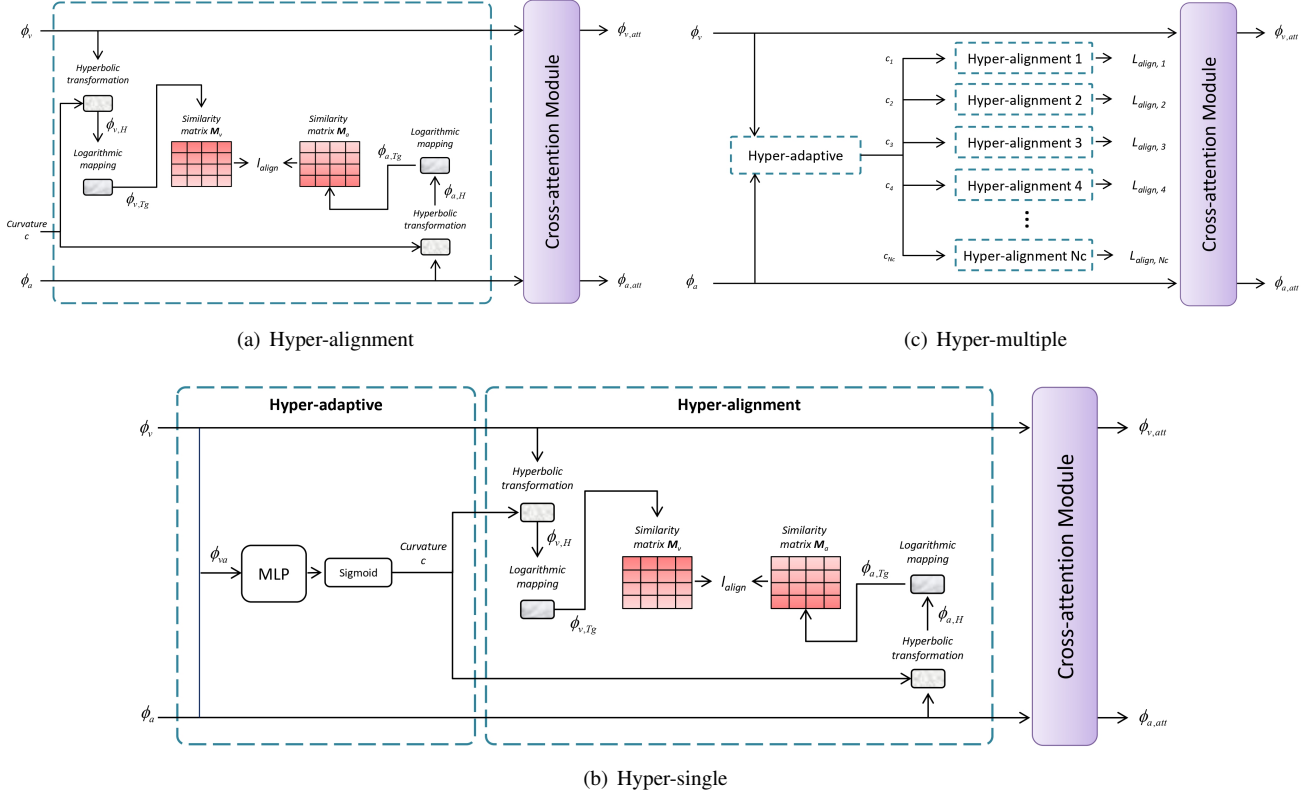 ϕv
Hyperbolic
transformation
ϕv,H
Logarithmic
mapping
ϕv,Tg
Curvature
c
Similarity
matrix Mv
lalign
Similarity
matrix Ma
ϕa,Tg
Logarithmic
mapping
ϕa,H
Hyperbolic
transformation
ϕa
Cross-attention Module
ϕv,att
ϕa,att
(a) Hyper-alignment
ϕv
Hyper-adaptive
c1
Hyper-alignment 1
Lalign, 1
c2
Hyper-alignment 2
Lalign, 2
c3
Hyper-alignment 3
Lalign, 3
c4
Hyper-alignment 4
Lalign, 4
⋮
cNc
Hyper-alignment Nc
Lalign, Nc
ϕa
Cross-attention Module
ϕv,att
ϕa,att
(c) Hyper-multiple
Hyper-adaptive
Hyper-alignment
ϕv
ϕva
MLP
Sigmoid
Curvature
c
Hyperbolic
transformation
ϕv,H
Logarithmic
mapping
ϕv,Tg
Similarity
matrix Mv
lalign
Similarity
matrix Ma
ϕa,Tg
Logarithmic
mapping
ϕa,H
Hyperbolic
transformation
ϕa
Cross-attention Module
ϕv,att
ϕa,att
(b) Hyper-single